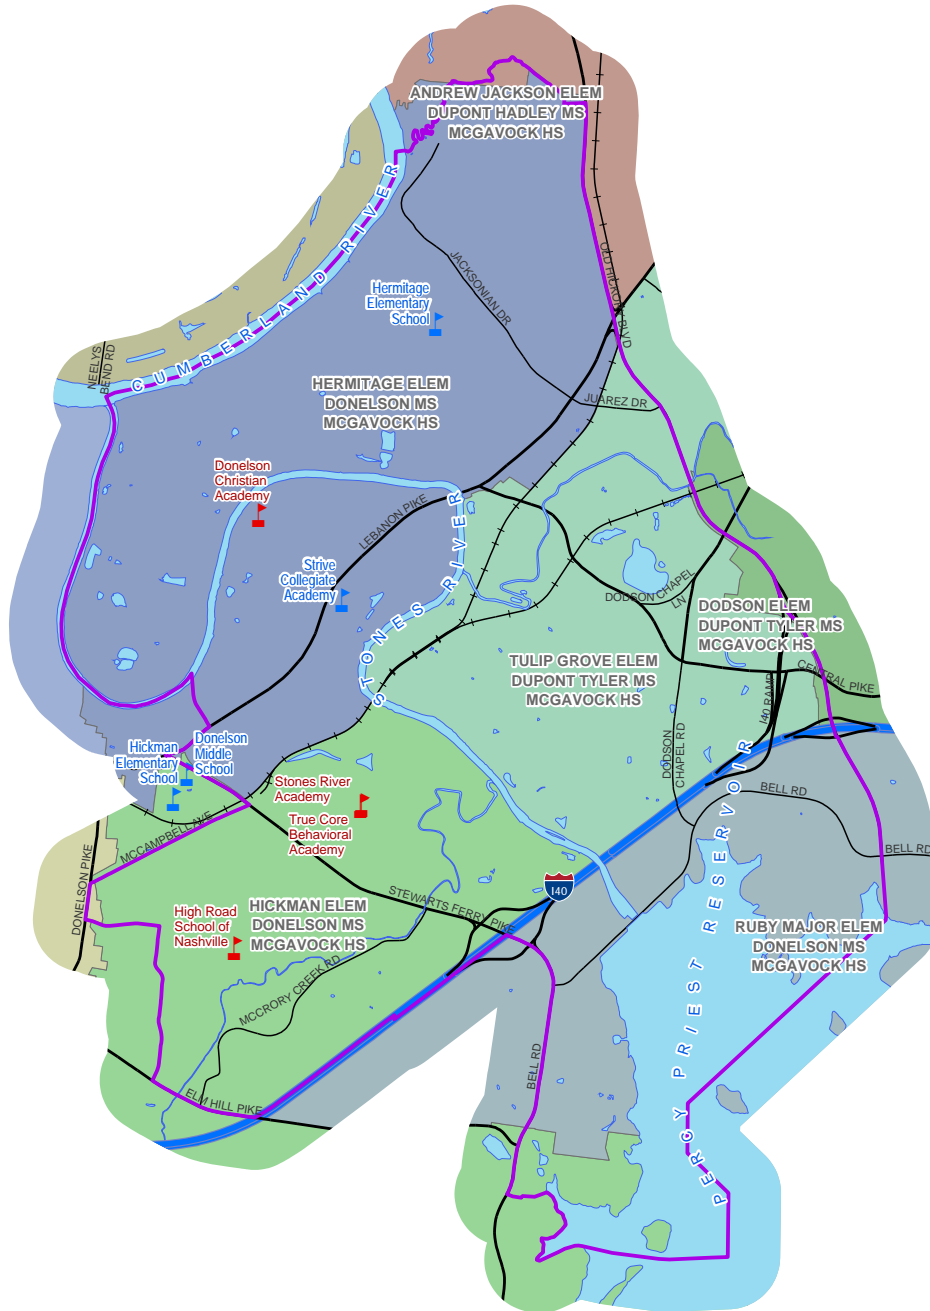 ANDREW JACKSON ELEM
DUPONT HADLEY MS
MCGAVOCK HS
CUMBERLAND RIVER
OLD HICKORY BLVD
JACKSONIAN DR
Hermitage
Elementary
School
NEELYS
BEND RD
HERMITAGE ELEM
DONELSON MS
MCGAVOCK HS
JUAREZ DR
Donelson
Christian
Academy
LEBANON PIKE
STONES RIVER
Strive
Collegiate
Academy
DODSON CHAPEL
LN
DODSON ELEM
DUPONT TYLER MS
MCGAVOCK HS
TULIP GROVE ELEM
DUPONT TYLER MS
MCGAVOCK HS
CENTRAL PIKE
I40 RAMP
DODSON
CHAPEL RD
Hickman
Elementary
School
Donelson
Middle
School
Stones River
Academy
True Core
Behavioral
Academy
BELL RD
BELL RD
MCCAMPBELL AVE
DONELSON PIKE
I40
STEWARTS FERRY PIKE
HICKMAN ELEM
DONELSON MS
MCGAVOCK HS
High Road
School of
Nashville
RUBY MAJOR ELEM
DONELSON MS
MCGAVOCK HS
PERCY PRIEST RESERVOIR
MCCRORY CREEK RD
BELL RD
ELM HILL PIKE